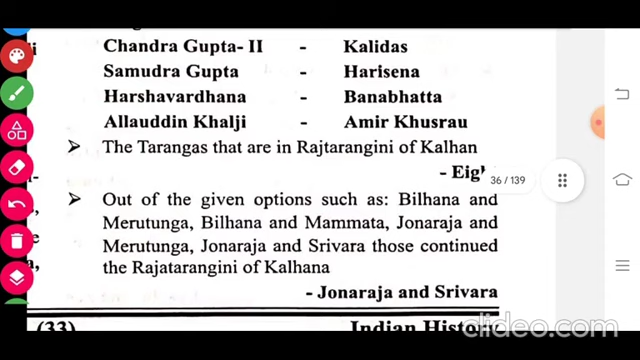 Chandra Gupta- II - Kalidas
Samudra Gupta - Harisena
Harshavardhana - Banabhatta
Allauddin Khalji - Amir Khusrau
➢ The Tarangas that are in Rajtarangini of Kalhan
- Eigh
36 / 139
➢ Out of the given options such as: Bilhana and
Merutunga, Bilhana and Mammata, Jonaraja and
Merutunga, Jonaraja and Srivara those continued
the Rajatarangini of Kalhana
- Jonaraja and Srivara
(33) Indian History
clideo.com